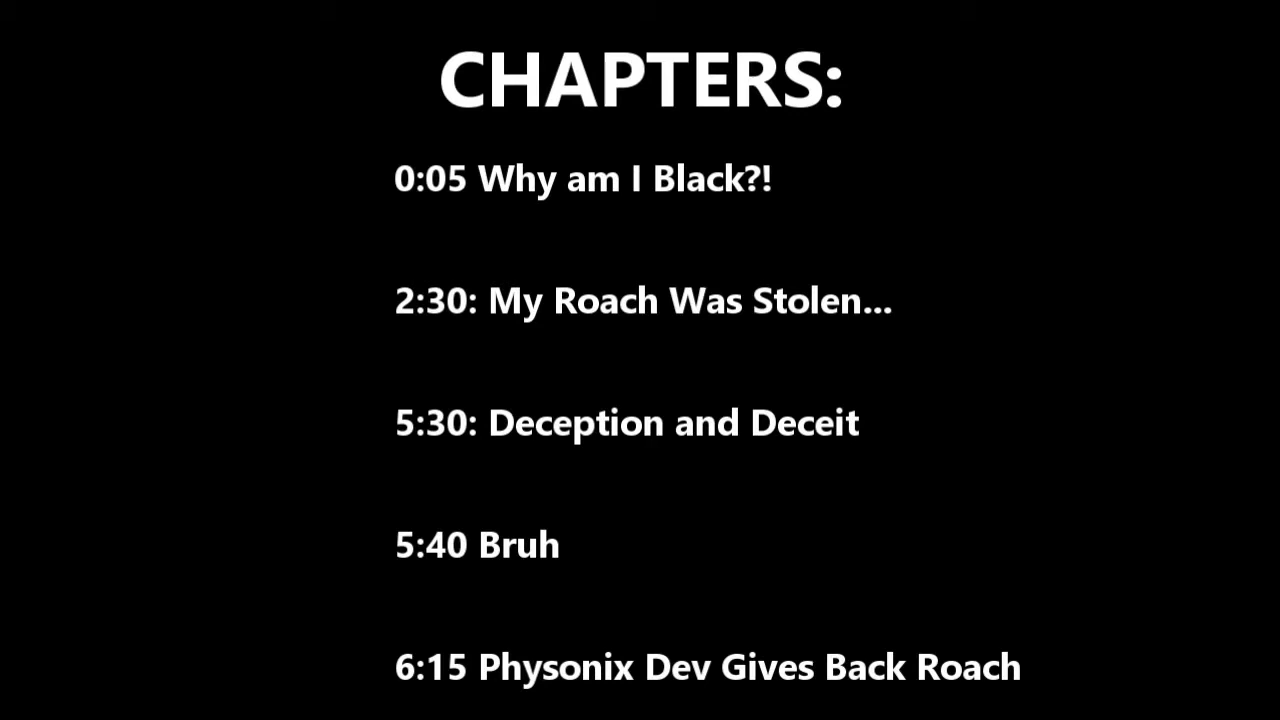 CHAPTERS:
0:05 Why am I Black?!
2:30: My Roach Was Stolen...
5:30: Deception and Deceit
5:40 Bruh
6:15 Physonix Dev Gives Back Roach